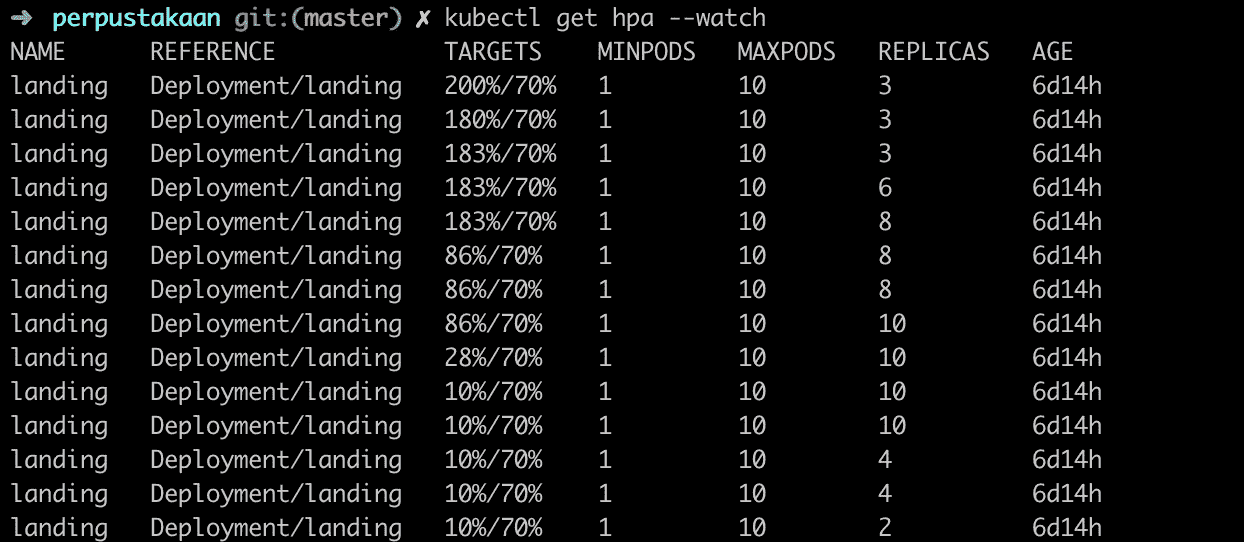 ➜  perpustakaan git:(master) ✗ kubectl get hpa --watch
NAME      REFERENCE            TARGETS    MINPODS   MAXPODS   REPLICAS   AGE
landing   Deployment/landing   200%/70%   1         10        3          6d14h
landing   Deployment/landing   180%/70%   1         10        3          6d14h
landing   Deployment/landing   183%/70%   1         10        3          6d14h
landing   Deployment/landing   183%/70%   1         10        6          6d14h
landing   Deployment/landing   183%/70%   1         10        8          6d14h
landing   Deployment/landing   86%/70%    1         10        8          6d14h
landing   Deployment/landing   86%/70%    1         10        8          6d14h
landing   Deployment/landing   86%/70%    1         10        10         6d14h
landing   Deployment/landing   28%/70%    1         10        10         6d14h
landing   Deployment/landing   10%/70%    1         10        10         6d14h
landing   Deployment/landing   10%/70%    1         10        10         6d14h
landing   Deployment/landing   10%/70%    1         10        4          6d14h
landing   Deployment/landing   10%/70%    1         10        4          6d14h
landing   Deployment/landing   10%/70%    1         10        2          6d14h